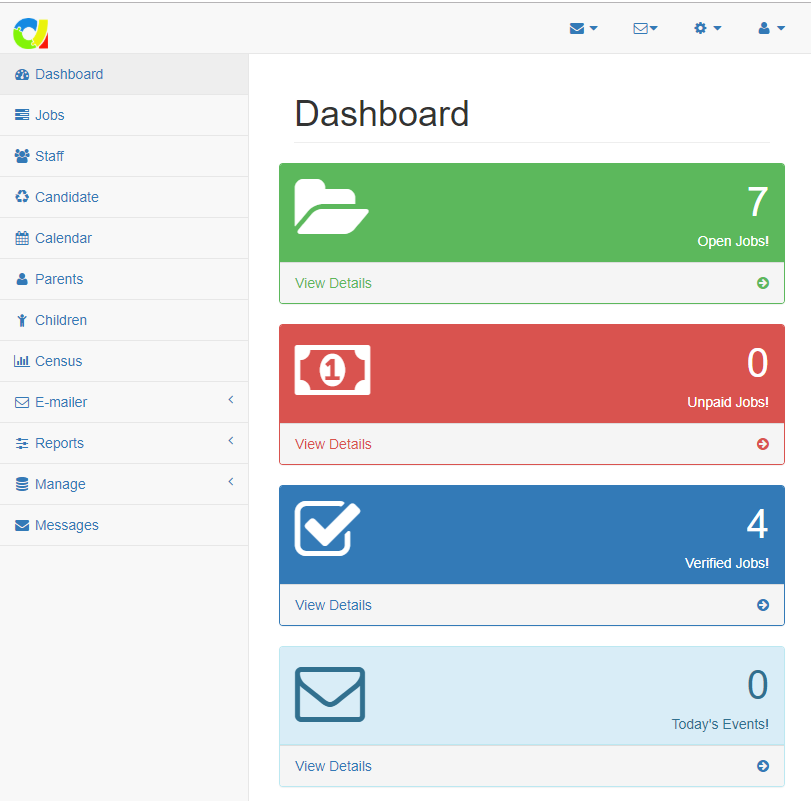 Dashboard
Jobs
Staff
Candidate
Calendar
Parents
Children
Census
E-mailer
Reports
Manage
Messages
Dashboard
7
Open Jobs!
View Details
1
0
Unpaid Jobs!
View Details
4
Verified Jobs!
View Details
0
Today's Events!
View Details